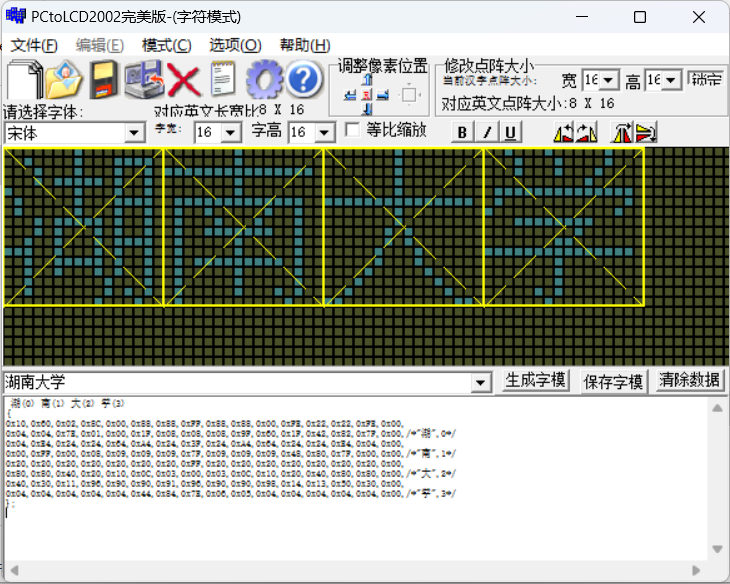 PCtoLCD2002完美版-(字符模式)
文件(F) 编辑(E) 模式(C) 选项(O) 帮助(H)
调整像素位置 修改点阵大小
当前汉字点阵大小: 宽 16 高 16 锁定
对应英文点阵大小:8 X 16
请选择字体: 对应英文长宽比8 X 16
宋体 字宽: 16 字高 16 等比缩放 B I U
湖南大学 生成字模 保存字模 清除数据
湖(0) 南(1) 大(2) 学(3)
{
0x10,0x60,0x02,0x8C,0x00,0x88,0x88,0xFF,0x88,0x88,0x00,0xFE,0x22,0x22,0xFE,0x00,
0x04,0x04,0x7E,0x01,0x00,0x1F,0x08,0x08,0x08,0x9F,0x60,0x1F,0x42,0x82,0x7F,0x00,/*"湖",0*/
0x04,0xE4,0x24,0x24,0x64,0xA4,0x24,0x3F,0x24,0xA4,0x64,0x24,0x24,0xE4,0x04,0x00,
0x00,0xFF,0x00,0x08,0x09,0x09,0x09,0x7F,0x09,0x09,0x09,0x48,0x80,0x7F,0x00,0x00,/*"南",1*/
0x20,0x20,0x20,0x20,0x20,0x20,0x20,0xFF,0x20,0x20,0x20,0x20,0x20,0x20,0x20,0x00,
0x80,0x80,0x40,0x20,0x10,0x0C,0x03,0x00,0x03,0x0C,0x10,0x20,0x40,0x80,0x80,0x00,/*"大",2*/
0x40,0x30,0x11,0x96,0x90,0x90,0x91,0x96,0x90,0x90,0x98,0x14,0x13,0x50,0x30,0x00,
0x04,0x04,0x04,0x04,0x04,0x44,0x84,0x7E,0x06,0x05,0x04,0x04,0x04,0x04,0x04,0x00,/*"学",3*/
};